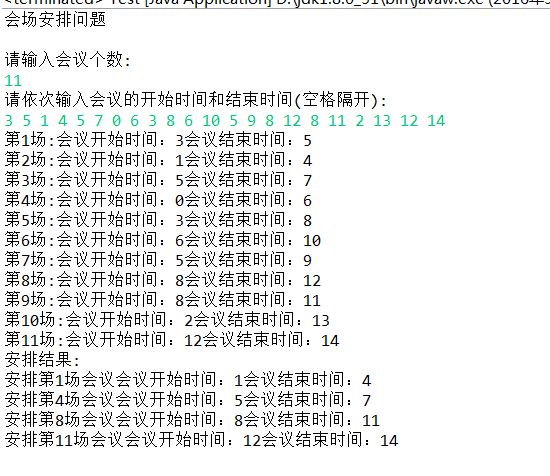 会场安排问题
请输入会议个数:
11
请依次输入会议的开始时间和结束时间(空格隔开):
3 5 1 4 5 7 0 6 3 8 6 10 5 9 8 12 8 11 2 13 12 14
第1场:会议开始时间：3会议结束时间：5
第2场:会议开始时间：1会议结束时间：4
第3场:会议开始时间：5会议结束时间：7
第4场:会议开始时间：0会议结束时间：6
第5场:会议开始时间：3会议结束时间：8
第6场:会议开始时间：6会议结束时间：10
第7场:会议开始时间：5会议结束时间：9
第8场:会议开始时间：8会议结束时间：12
第9场:会议开始时间：8会议结束时间：11
第10场:会议开始时间：2会议结束时间：13
第11场:会议开始时间：12会议结束时间：14
安排结果:
安排第1场会议会议开始时间：1会议结束时间：4
安排第4场会议会议开始时间：5会议结束时间：7
安排第8场会议会议开始时间：8会议结束时间：11
安排第11场会议会议开始时间：12会议结束时间：14